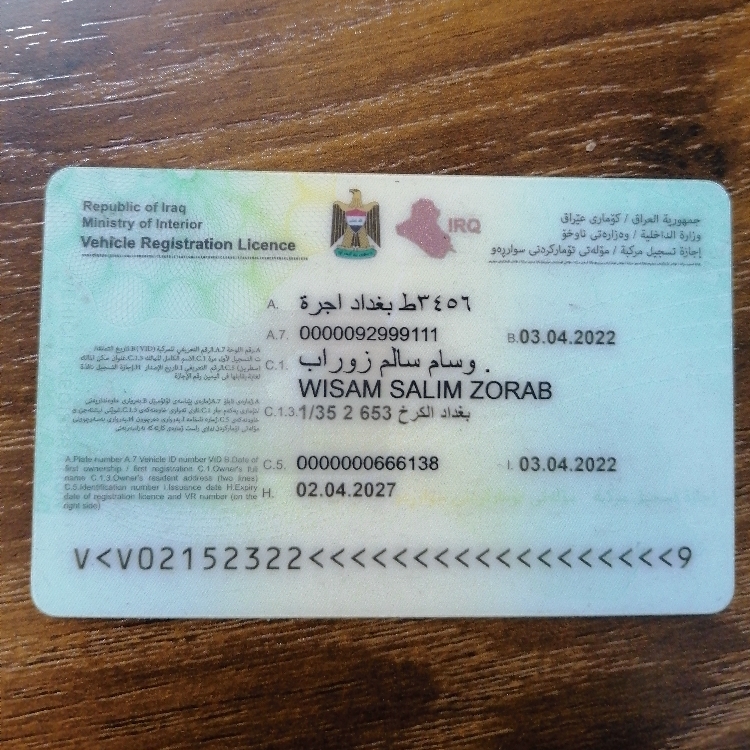 Republic of Iraq
Ministry of Interior
Vehicle Registration Licence
IRQ
جمهورية العراق / كۆماری عێراق
وزارة الداخلية / وەزارەتی ناوخۆ
إجازة تسجيل مركبة / مۆڵەتی تۆمارکردنی سوارڕەو
A. ٣٤٥٦ط بغداد اجرة
A.7. 0000092999111
B. 03.04.2022
C.1. وسام سالم زوراب .
WISAM SALIM ZORAB
C.1.3. 1/35 2 653 بغداد الكرخ
A.Plate number A.7 Vehicle ID number VID B.Date of
first ownership / first registration C.1.Owner's full
name C.1.3.Owner's resident address (two lines)
C.5.Identification number I.Issuance date H.Expiry
date of registration licence and VR number (on the
right side)
C.5. 0000000666138
I. 03.04.2022
H. 02.04.2027
V<V02152322<<<<<<<<<<<<<<<<<<<9